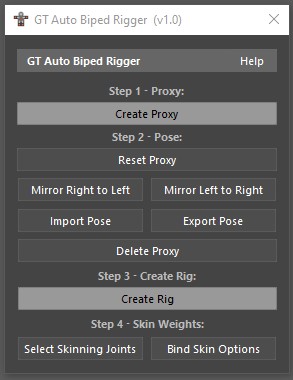 GT Auto Biped Rigger (v1.0)
GT Auto Biped Rigger Help
Step 1 - Proxy:
Create Proxy
Step 2 - Pose:
Reset Proxy
Mirror Right to Left Mirror Left to Right
Import Pose Export Pose
Delete Proxy
Step 3 - Create Rig:
Create Rig
Step 4 - Skin Weights:
Select Skinning Joints Bind Skin Options